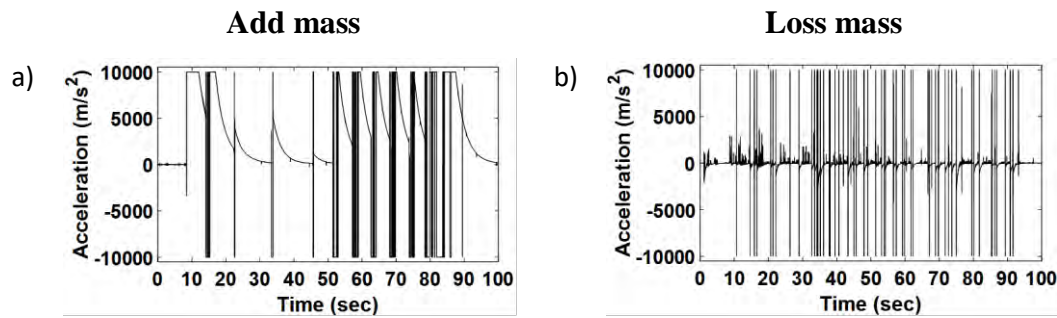 Add mass
Loss mass
a)
Acceleration (m/s²)
10000
5000
0
-5000
-10000
0 10 20 30 40 50 60 70 80 90 100
Time (sec)
b)
Acceleration (m/s²)
10000
5000
0
-5000
-10000
0 10 20 30 40 50 60 70 80 90 100
Time (sec)